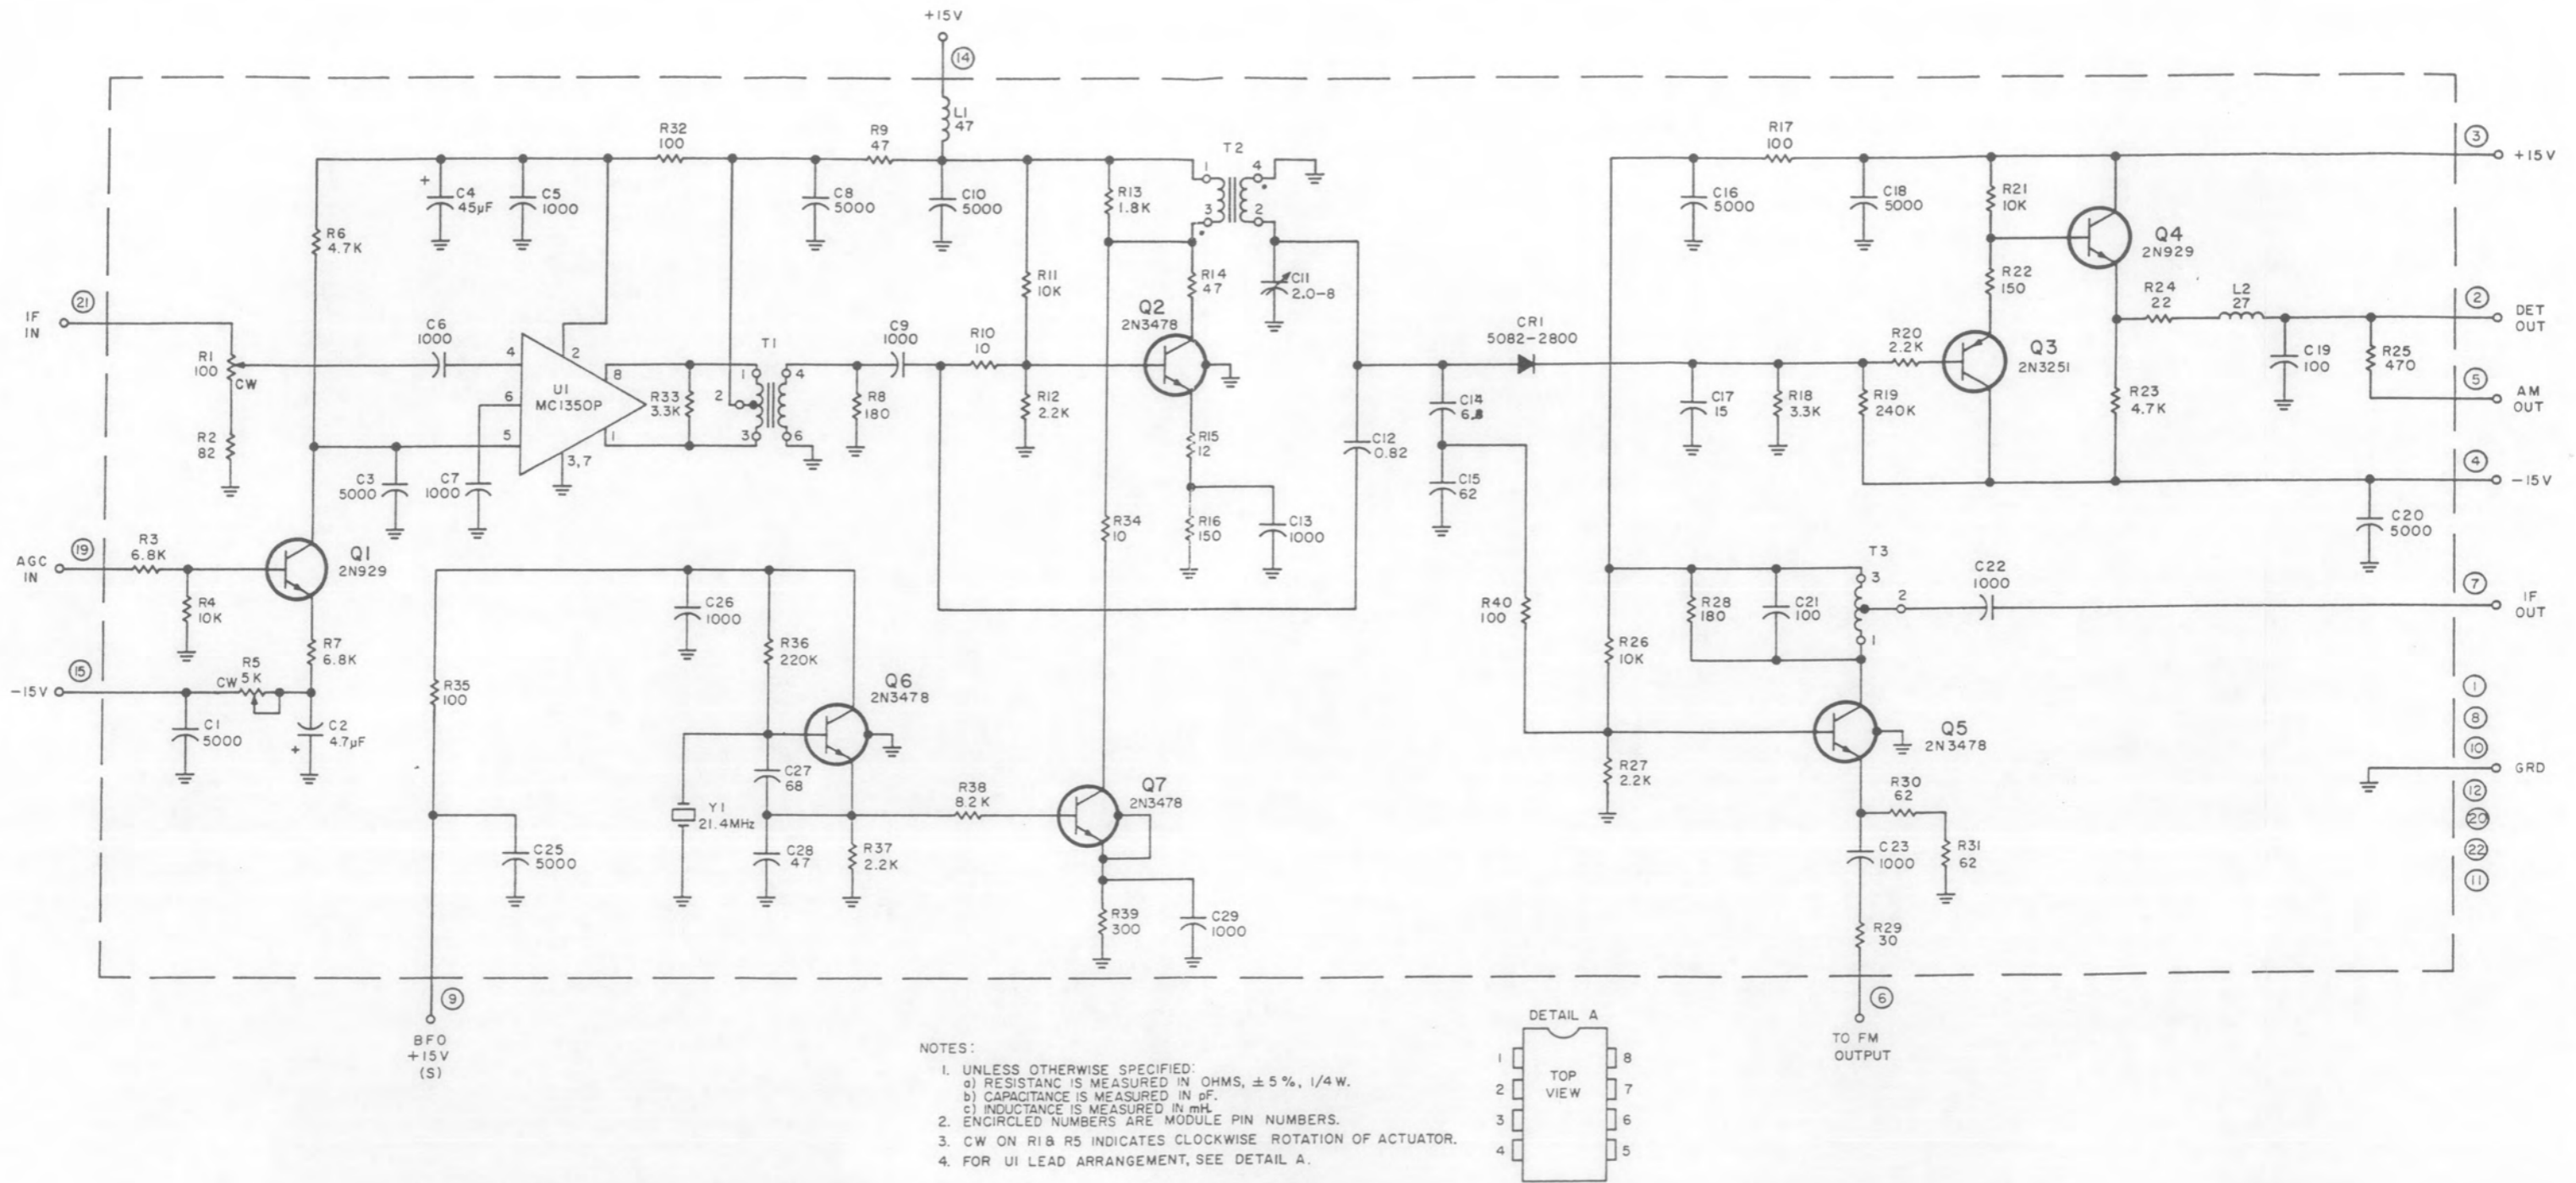 +15V
14
L1
47
R32
100
R9
47
T2
1
4
3
2
R17
100
3
+15V
C4
45µF
+
C5
1000
C8
5000
C10
5000
R13
1.8K
C16
5000
C18
5000
R21
10K
Q4
2N929
R6
4.7K
R11
10K
R14
47
C11
2.0-8
R22
150
R24
22
L2
27
2
DET
OUT
21
IF
IN
R1
100
CW
C6
1000
4
2
8
6
U1
MC1350P
5
1
3,7
R33
3.3K
T1
1
4
2
3
6
R8
180
C9
1000
R10
10
Q2
2N3478
R12
2.2K
CR1
5082-2800
R20
2.2K
Q3
2N3251
C19
100
R25
470
5
AM
OUT
R2
82
C3
5000
C7
1000
R15
12
C12
0.82
C14
6.8
C15
62
C17
15
R18
3.3K
R19
240K
R23
4.7K
4
-15V
R34
10
R16
150
C13
1000
C20
5000
AGC
IN
19
R3
6.8K
Q1
2N929
R4
10K
R7
6.8K
T3
3
2
1
C22
1000
7
IF
OUT
C26
1000
R36
220K
R40
100
R28
180
C21
100
R26
10K
15
-15V
CW
R5
5K
C1
5000
C2
4.7µF
+
R35
100
Q6
2N3478
Q5
2N3478
1
8
10
GRD
12
20
22
11
C27
68
Y1
21.4MHz
C28
47
R37
2.2K
R38
8.2K
Q7
2N3478
R27
2.2K
R30
62
R31
62
C23
1000
C25
5000
R39
300
C29
1000
R29
30
9
BFO
+15V
(S)
6
TO FM
OUTPUT
NOTES:
1. UNLESS OTHERWISE SPECIFIED:
a) RESISTANC IS MEASURED IN OHMS, ±5%, 1/4W.
b) CAPACITANCE IS MEASURED IN pF.
c) INDUCTANCE IS MEASURED IN mH.
2. ENCIRCLED NUMBERS ARE MODULE PIN NUMBERS.
3. CW ON R1 & R5 INDICATES CLOCKWISE ROTATION OF ACTUATOR.
4. FOR U1 LEAD ARRANGEMENT, SEE DETAIL A.
DETAIL A
TOP
VIEW
1
8
2
7
3
6
4
5